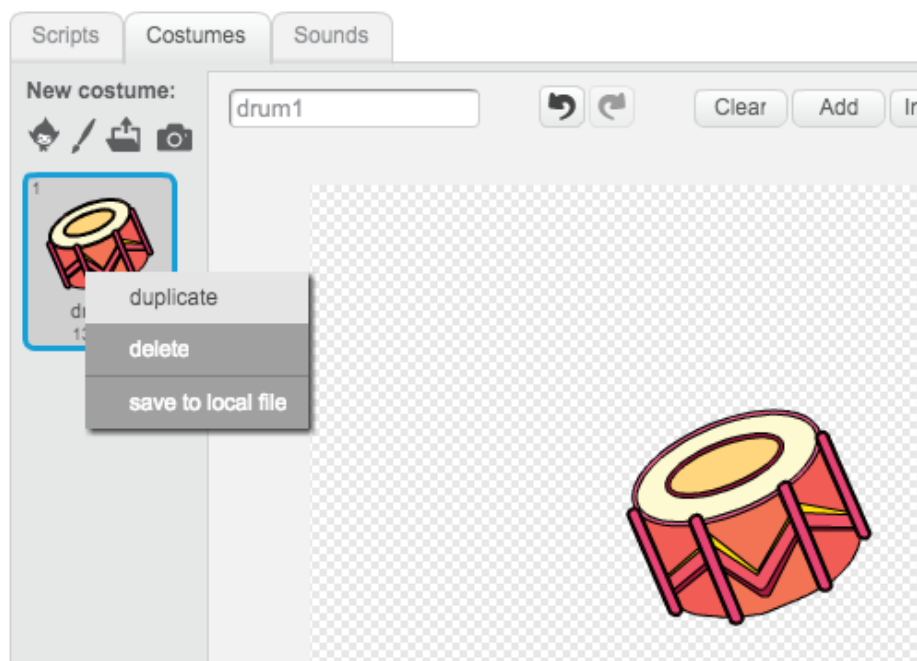 Scripts
Costumes
Sounds
New costume:
drum1
Clear
Add
1
duplicate
delete
save to local file